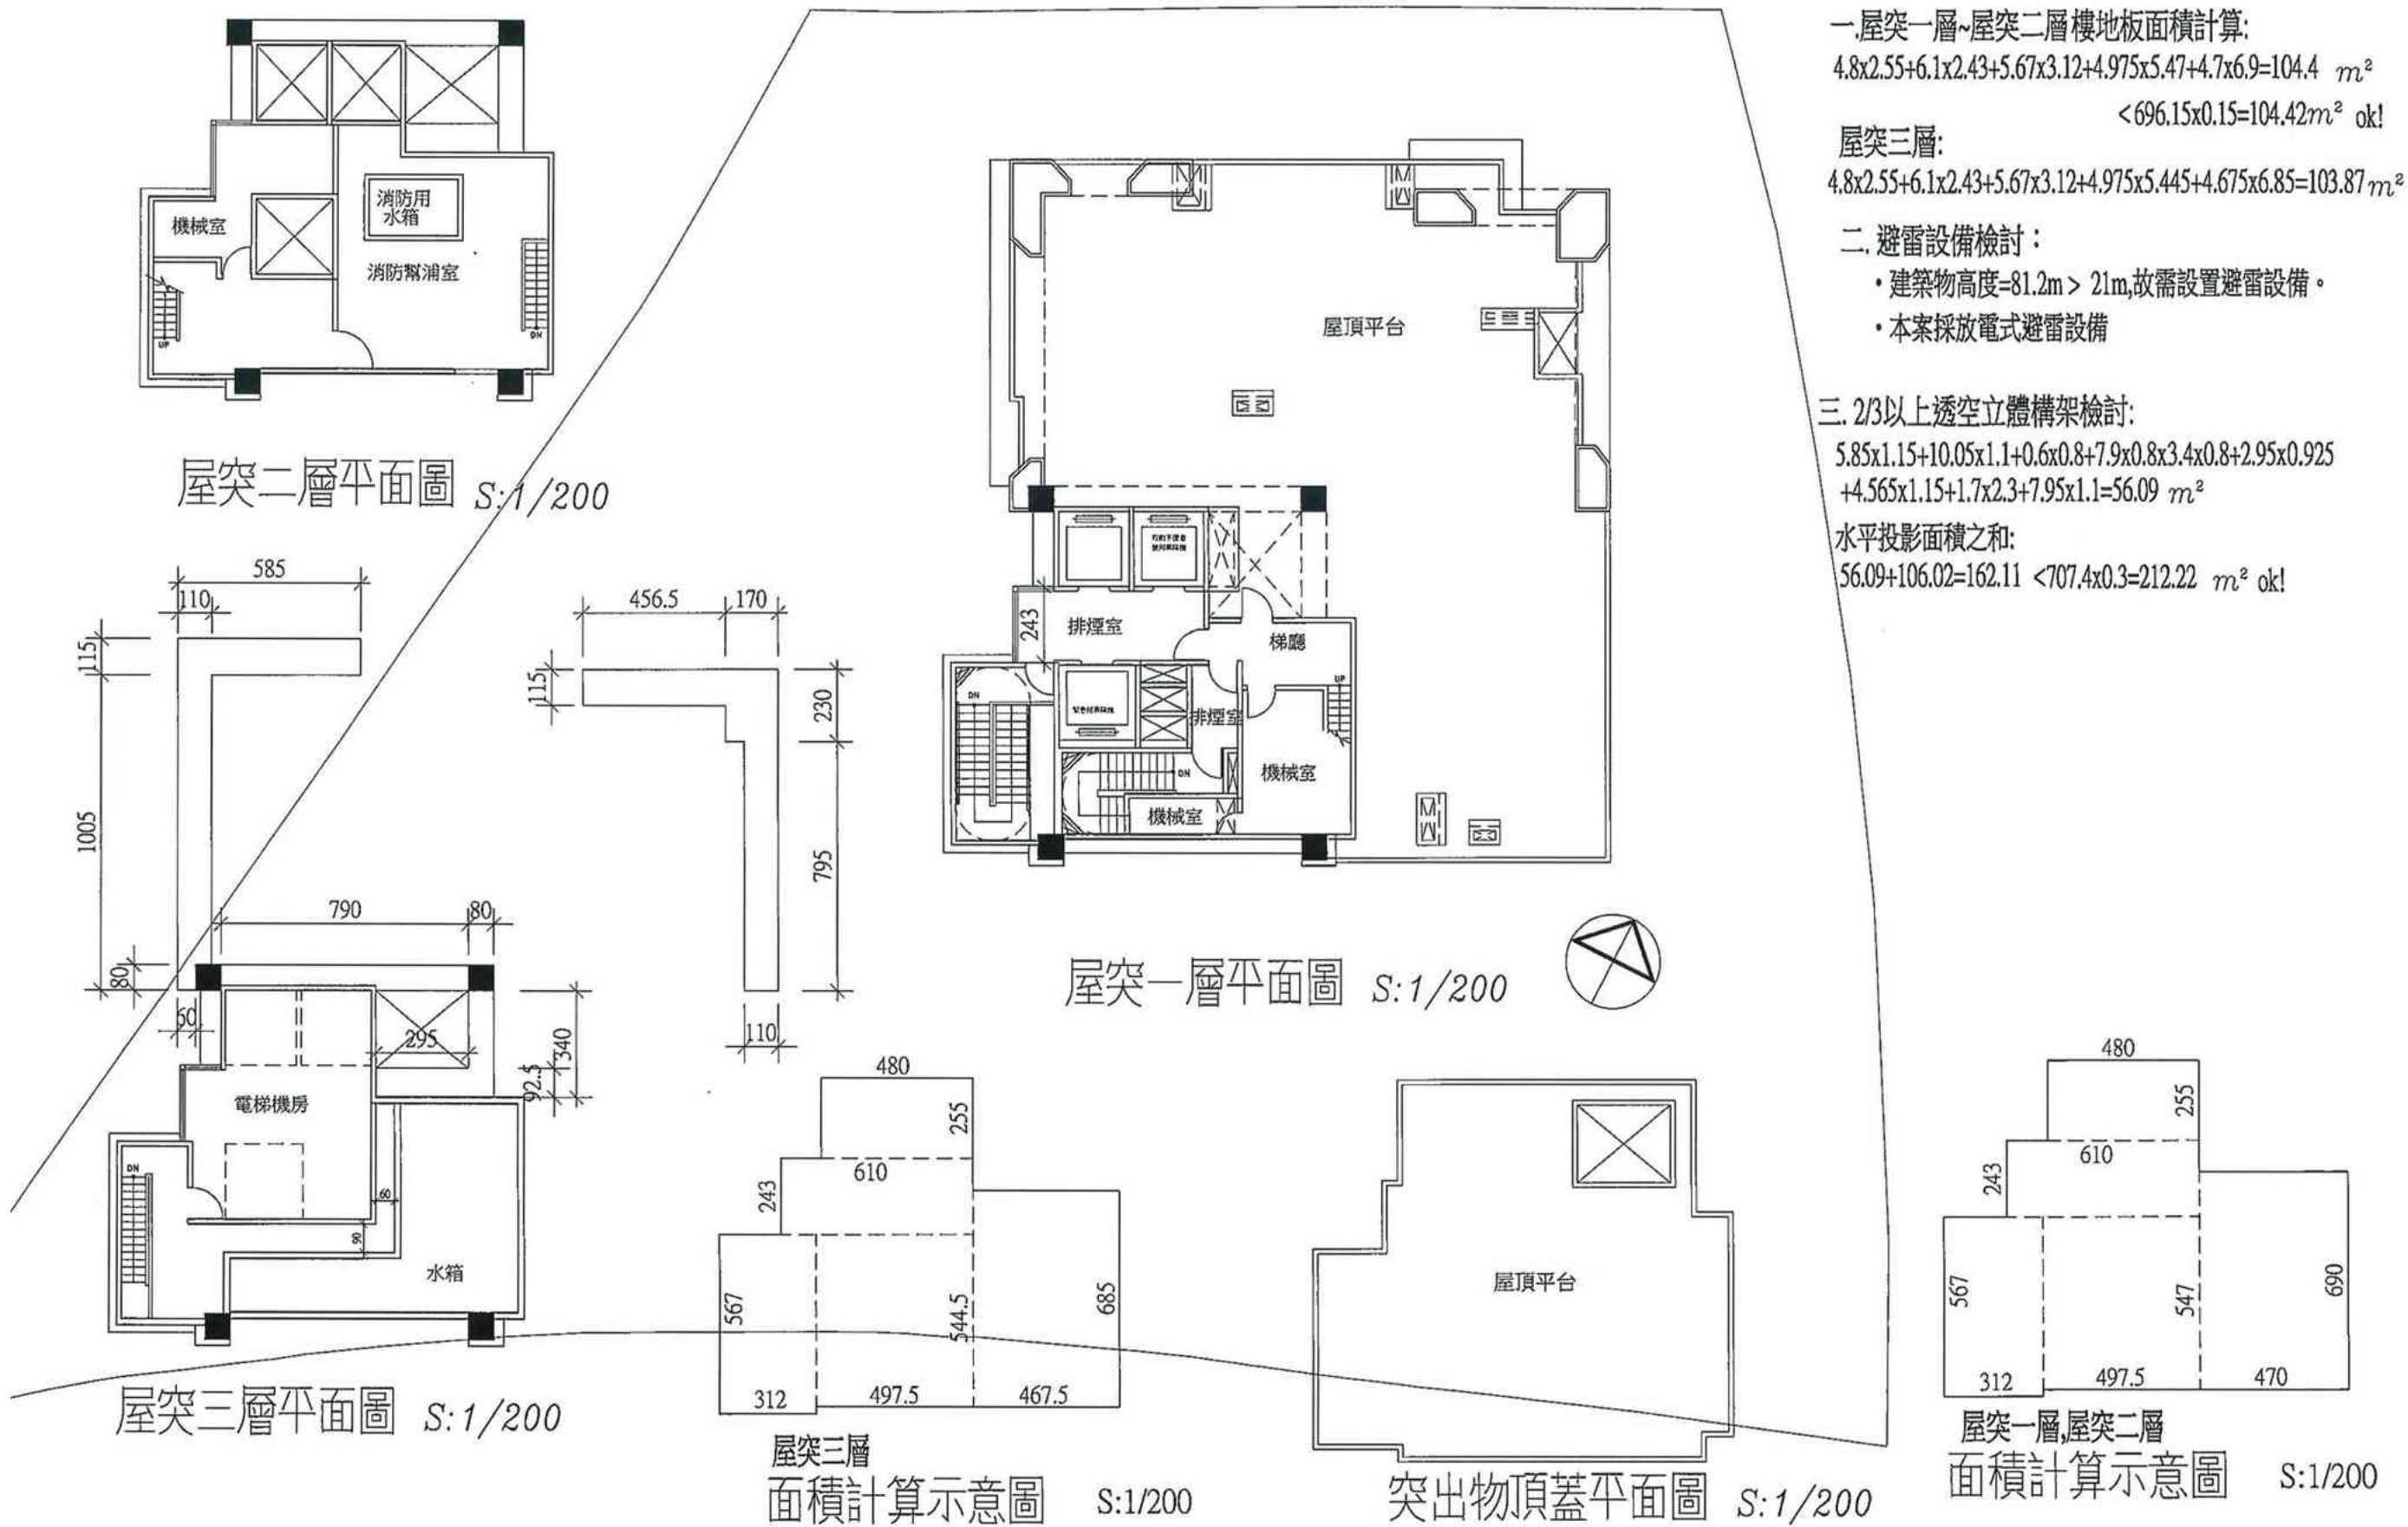 一.屋突一層~屋突二層樓地板面積計算:
4.8x2.55+6.1x2.43+5.67x3.12+4.975x5.47+4.7x6.9=104.4 m²
<696.15x0.15=104.42m² ok!
屋突三層:
4.8x2.55+6.1x2.43+5.67x3.12+4.975x5.445+4.675x6.85=103.87m²
二. 避雷設備檢討：
•建築物高度=81.2m > 21m,故需設置避雷設備。
•本案採放電式避雷設備
三. 2/3以上透空立體構架檢討:
5.85x1.15+10.05x1.1+0.6x0.8+7.9x0.8x3.4x0.8+2.95x0.925
+4.565x1.15+1.7x2.3+7.95x1.1=56.09 m²
水平投影面積之和:
56.09+106.02=162.11 <707.4x0.3=212.22 m² ok!
消防用
水箱
機械室
消防幫浦室
UP
DN
屋突二層平面圖 S:1/200
屋頂平台
243
排煙室
梯廳
DN
UP
排煙室
機械室
DN
機械室
屋突一層平面圖 S:1/200
585
110
115
1005
80
790
80
60
295
340
92.5
電梯機房
DN
60
90
水箱
屋突三層平面圖 S:1/200
456.5
170
115
230
795
110
480
255
610
243
567
544.5
685
312
497.5
467.5
屋突三層
面積計算示意圖 S:1/200
屋頂平台
突出物頂蓋平面圖 S:1/200
480
255
610
243
567
547
690
312
497.5
470
屋突一層,屋突二層
面積計算示意圖 S:1/200